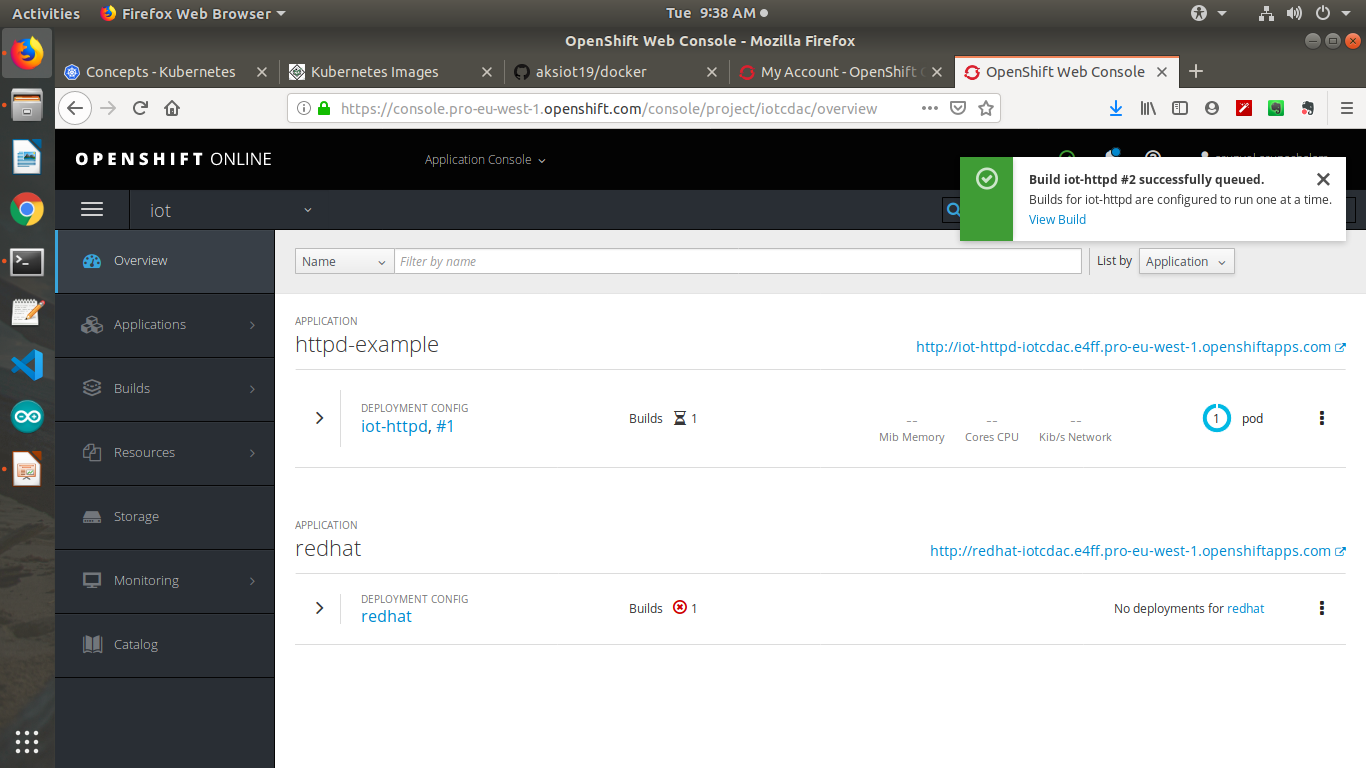 Activities Firefox Web Browser Tue 9:38 AM
OpenShift Web Console - Mozilla Firefox
Concepts - Kubernetes Kubernetes Images aksiot19/docker My Account - OpenShift OpenShift Web Console
https://console.pro-eu-west-1.openshift.com/console/project/iotcdac/overview
OPENSHIFT ONLINE Application Console
Build iot-httpd #2 successfully queued.
Builds for iot-httpd are configured to run one at a time.
View Build
iot
Overview
Applications
Builds
Resources
Storage
Monitoring
Catalog
Name Filter by name List by Application
APPLICATION
httpd-example http://iot-httpd-iotcdac.e4ff.pro-eu-west-1.openshiftapps.com
DEPLOYMENT CONFIG
iot-httpd, #1 Builds 1 -- -- -- 1 pod
Mib Memory Cores CPU Kib/s Network
APPLICATION
redhat http://redhat-iotcdac.e4ff.pro-eu-west-1.openshiftapps.com
DEPLOYMENT CONFIG
redhat Builds 1 No deployments for redhat